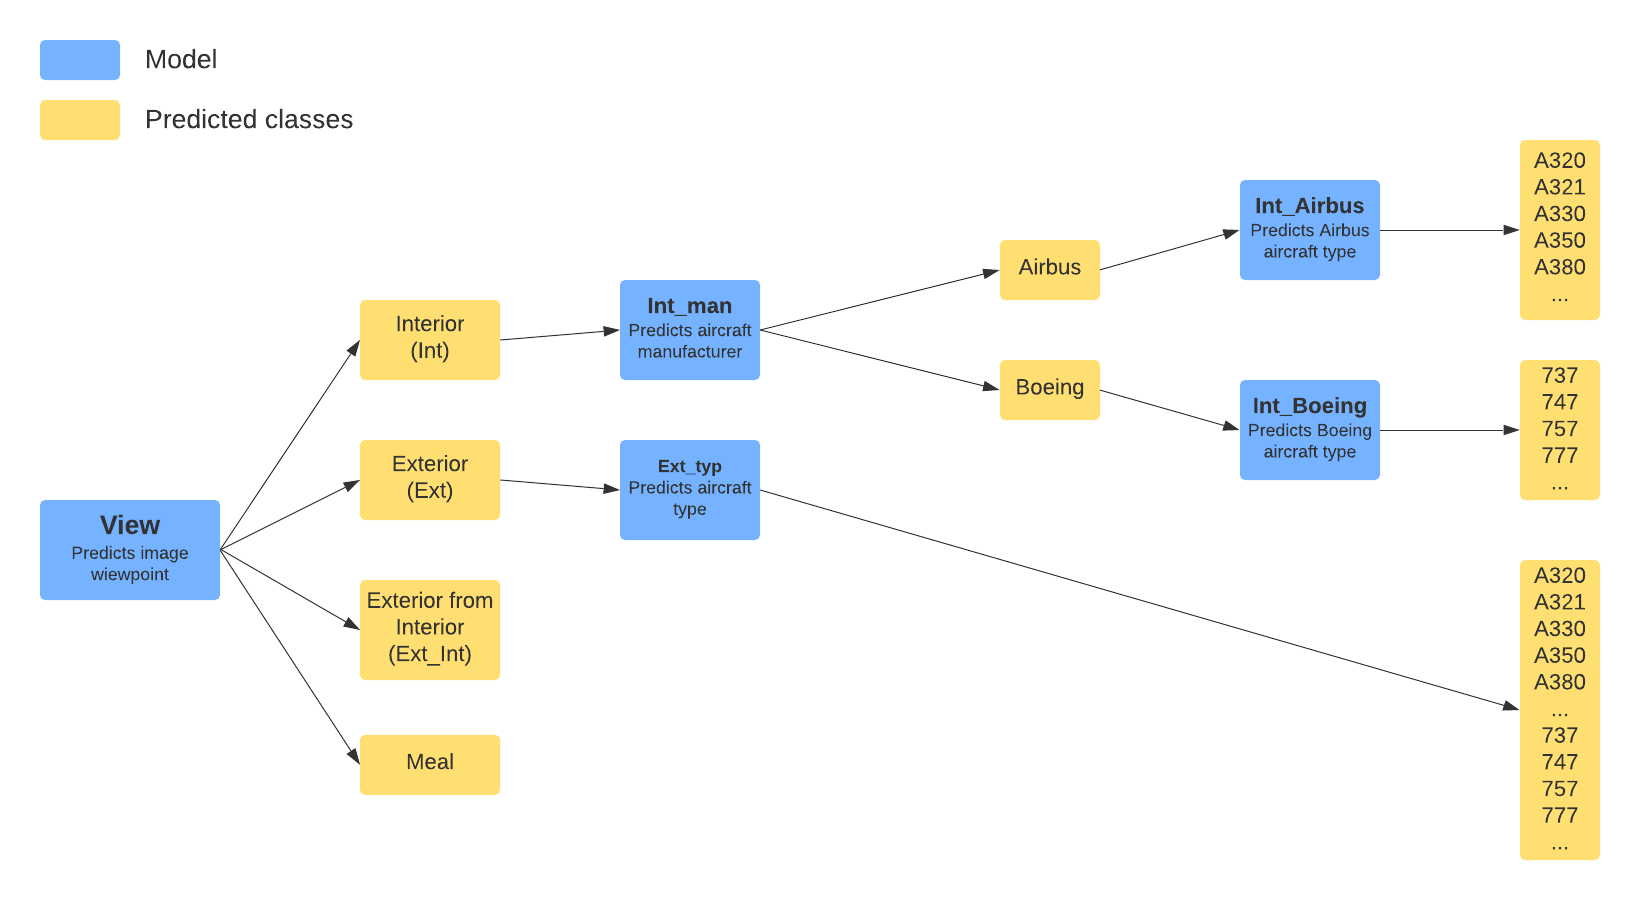 Model
Predicted classes
View
Predicts image
wiewpoint
Interior
(Int)
Exterior
(Ext)
Exterior from
Interior
(Ext_Int)
Meal
Int_man
Predicts aircraft
manufacturer
Ext_typ
Predicts aircraft
type
Airbus
Boeing
Int_Airbus
Predicts Airbus
aircraft type
Int_Boeing
Predicts Boeing
aircraft type
A320
A321
A330
A350
A380
...
737
747
757
777
...
A320
A321
A330
A350
A380
...
737
747
757
777
...